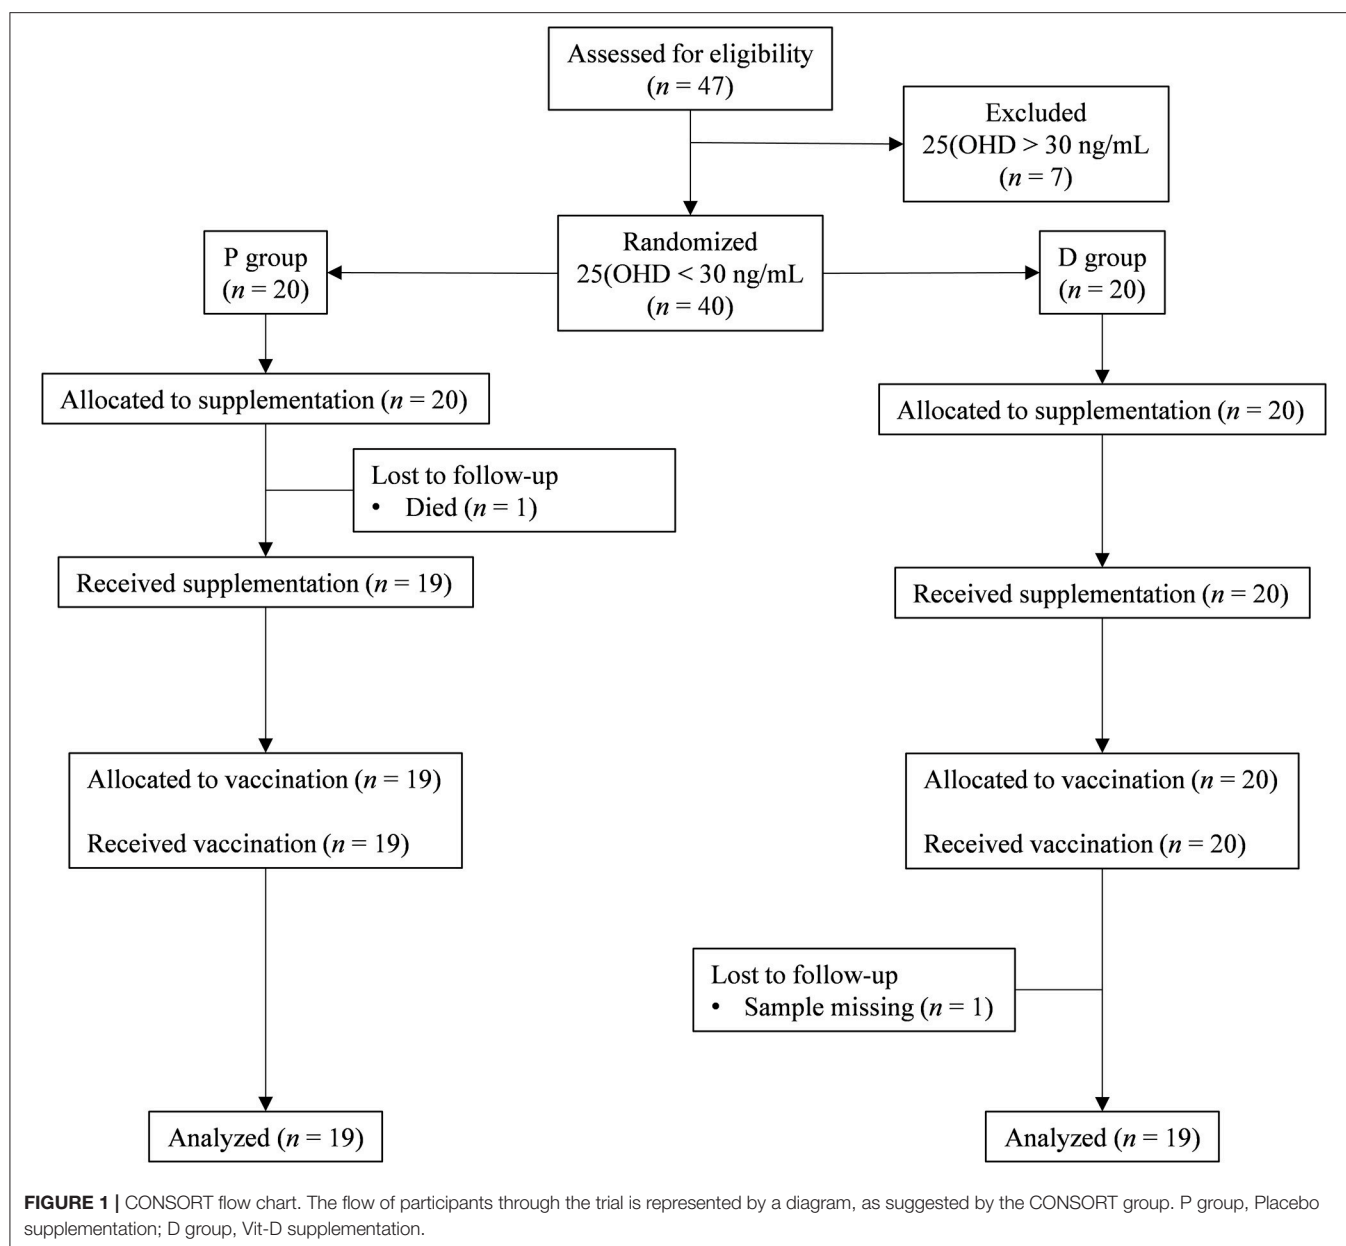 Assessed for eligibility
(n = 47)
Excluded
25(OHD > 30 ng/mL
(n = 7)
Randomized
25(OHD < 30 ng/mL
(n = 40)
P group
(n = 20)
D group
(n = 20)
Allocated to supplementation (n = 20)
Allocated to supplementation (n = 20)
Lost to follow-up
• Died (n = 1)
Received supplementation (n = 19)
Received supplementation (n = 20)
Allocated to vaccination (n = 19)
Received vaccination (n = 19)
Allocated to vaccination (n = 20)
Received vaccination (n = 20)
Lost to follow-up
• Sample missing (n = 1)
Analyzed (n = 19)
Analyzed (n = 19)
FIGURE 1 | CONSORT flow chart. The flow of participants through the trial is represented by a diagram, as suggested by the CONSORT group. P group, Placebo
supplementation; D group, Vit-D supplementation.